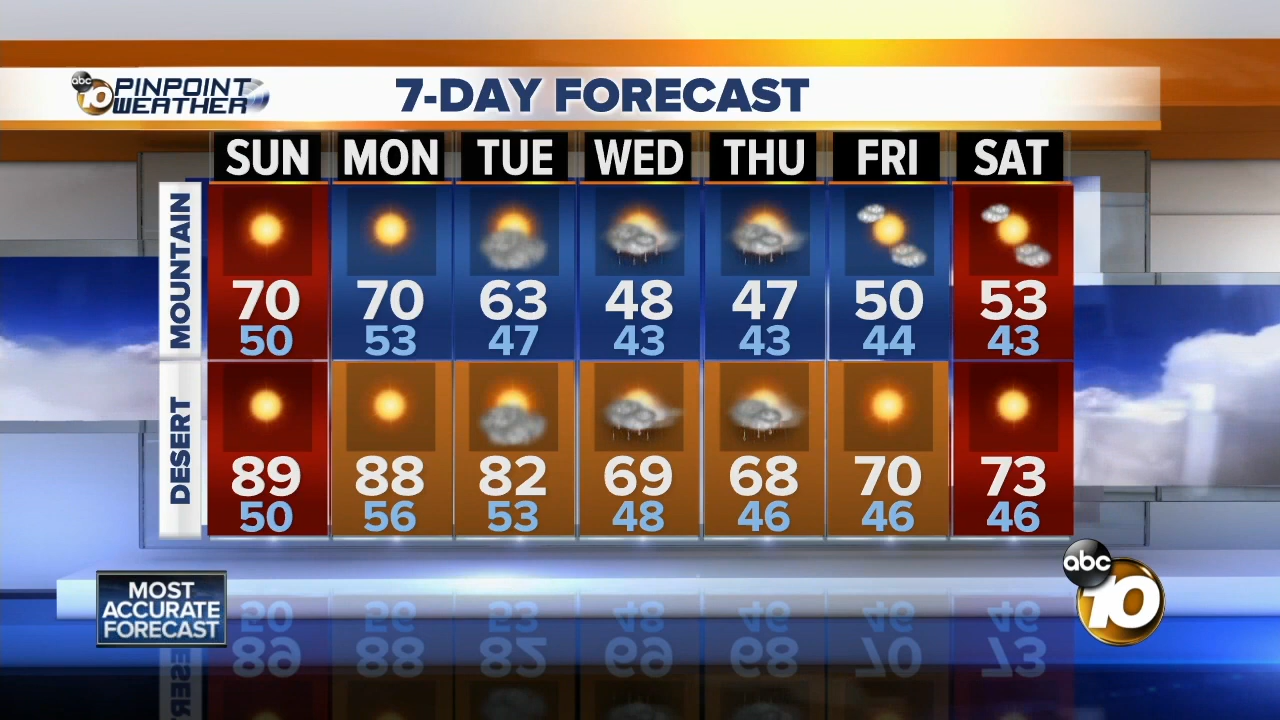 abc
10
PINPOINT
WEATHER
7-DAY FORECAST
SUN MON TUE WED THU FRI SAT
MOUNTAIN
70 70 63 48 47 50 53
50 53 47 43 43 44 43
DESERT
89 88 82 69 68 70 73
50 56 53 48 46 46 46
MOST
ACCURATE
FORECAST
abc
10